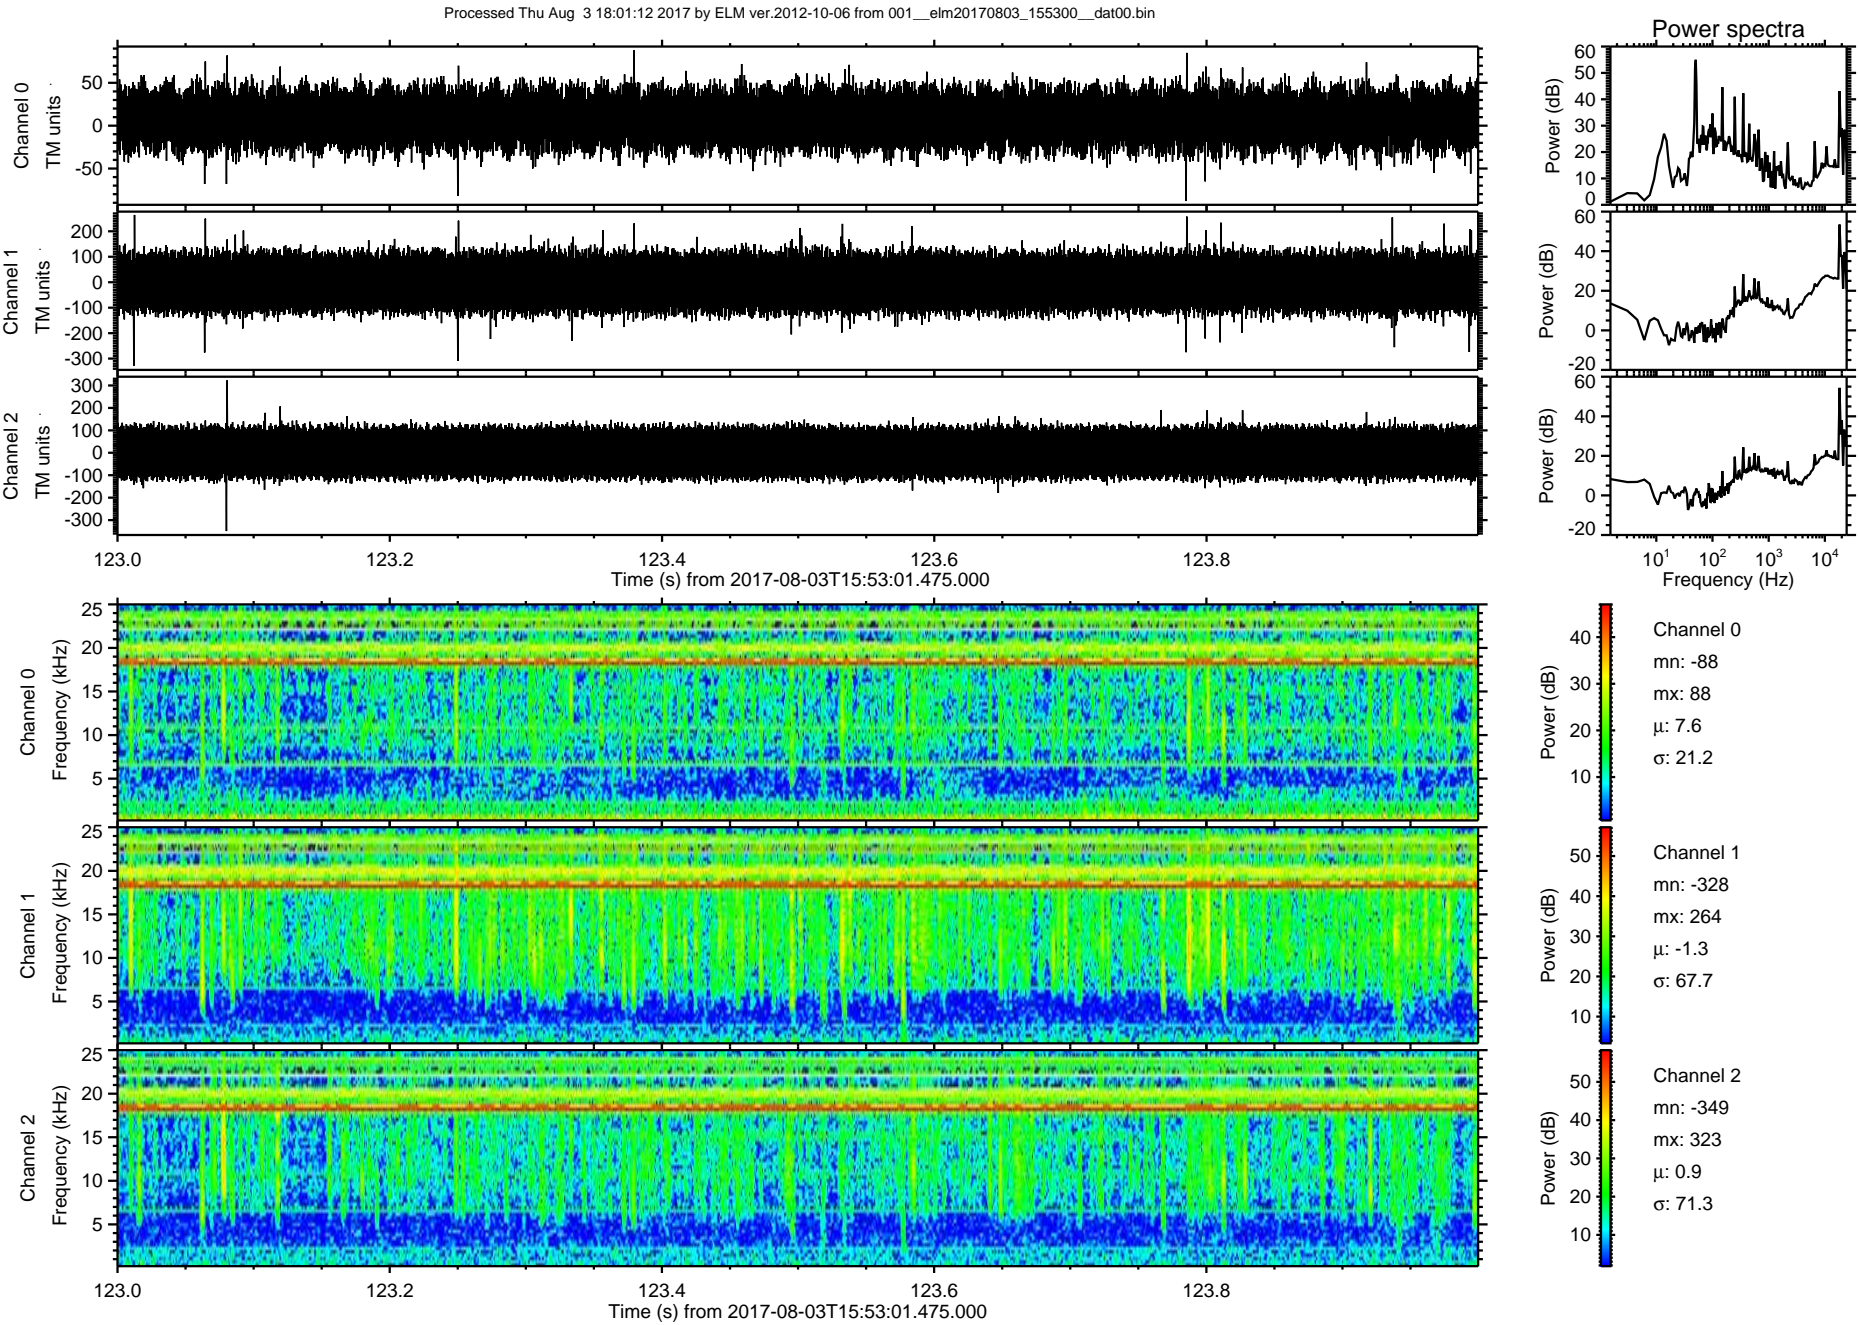 Processed Thu Aug  3 18:01:12 2017 by ELM ver.2012-10-06 from 001__elm20170803_155300__dat00.bin
Power spectra
Channel 0
TM units
50
0
-50
Power (dB)
60
50
40
30
20
10
0
Channel 1
TM units
200
100
0
-100
-200
-300
Power (dB)
60
40
20
0
-20
Channel 2
TM units
300
200
100
0
-100
-200
-300
Power (dB)
60
40
20
0
-20
123.0 123.2 123.4 123.6 123.8
Time (s) from 2017-08-03T15:53:01.475.000
10^1 10^2 10^3 10^4
Frequency (Hz)
Channel 0
Frequency (kHz)
25
20
15
10
5
Power (dB)
40
30
20
10
Channel 0
mn: -88
mx: 88
μ: 7.6
σ: 21.2
Channel 1
Frequency (kHz)
25
20
15
10
5
Power (dB)
50
40
30
20
10
Channel 1
mn: -328
mx: 264
μ: -1.3
σ: 67.7
Channel 2
Frequency (kHz)
25
20
15
10
5
Power (dB)
50
40
30
20
10
Channel 2
mn: -349
mx: 323
μ: 0.9
σ: 71.3
123.0 123.2 123.4 123.6 123.8
Time (s) from 2017-08-03T15:53:01.475.000